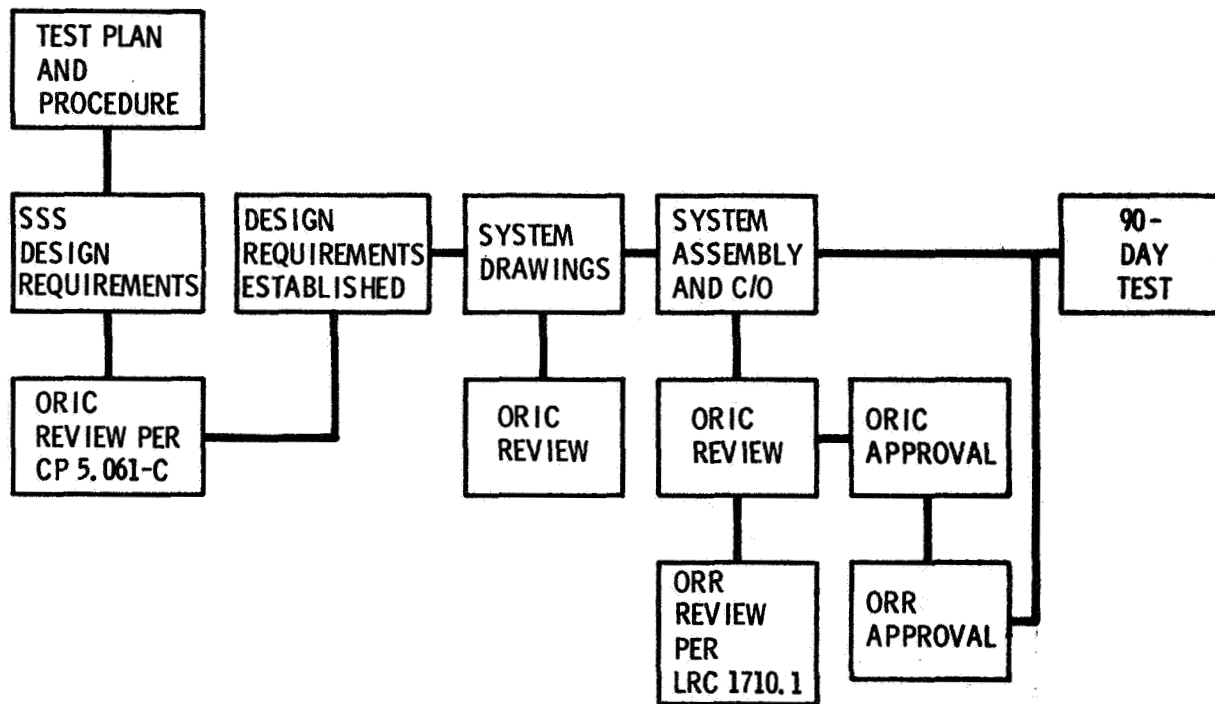 TEST PLAN
AND
PROCEDURE
SSS
DESIGN
REQUIREMENTS
DESIGN
REQUIREMENTS
ESTABLISHED
SYSTEM
DRAWINGS
SYSTEM
ASSEMBLY
AND C/O
90-
DAY
TEST
ORIC
REVIEW PER
CP 5.061-C
ORIC
REVIEW
ORIC
REVIEW
ORIC
APPROVAL
ORR
REVIEW
PER
LRC 1710.1
ORR
APPROVAL